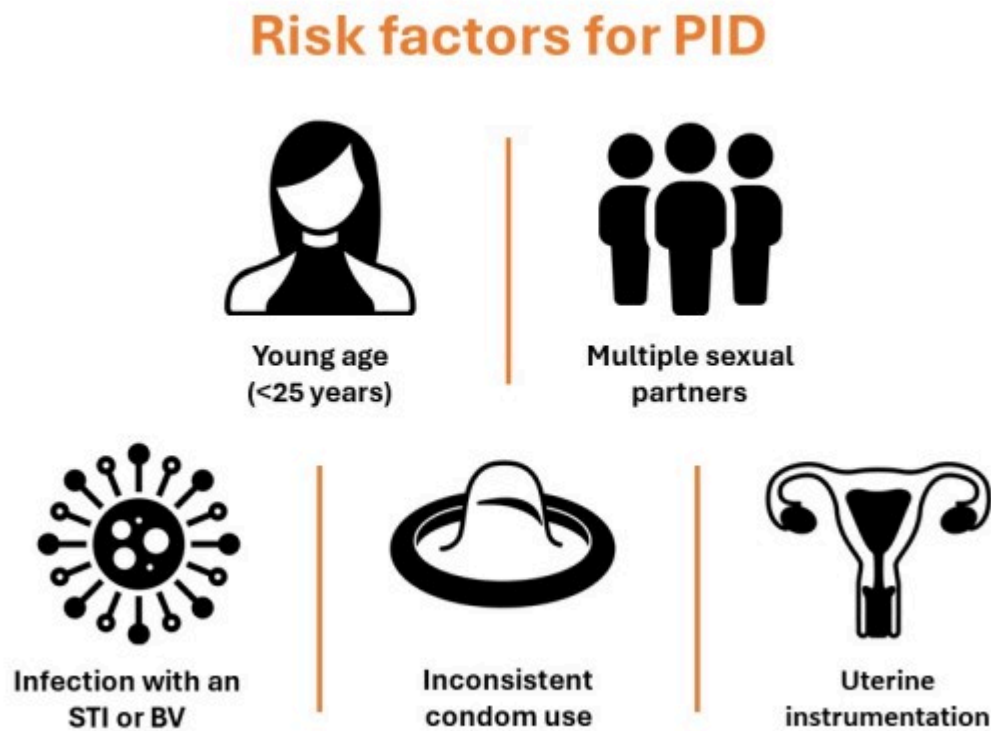 Risk factors for PID
Young age
(<25 years)
Multiple sexual
partners
Infection with an
STI or BV
Inconsistent
condom use
Uterine
instrumentation